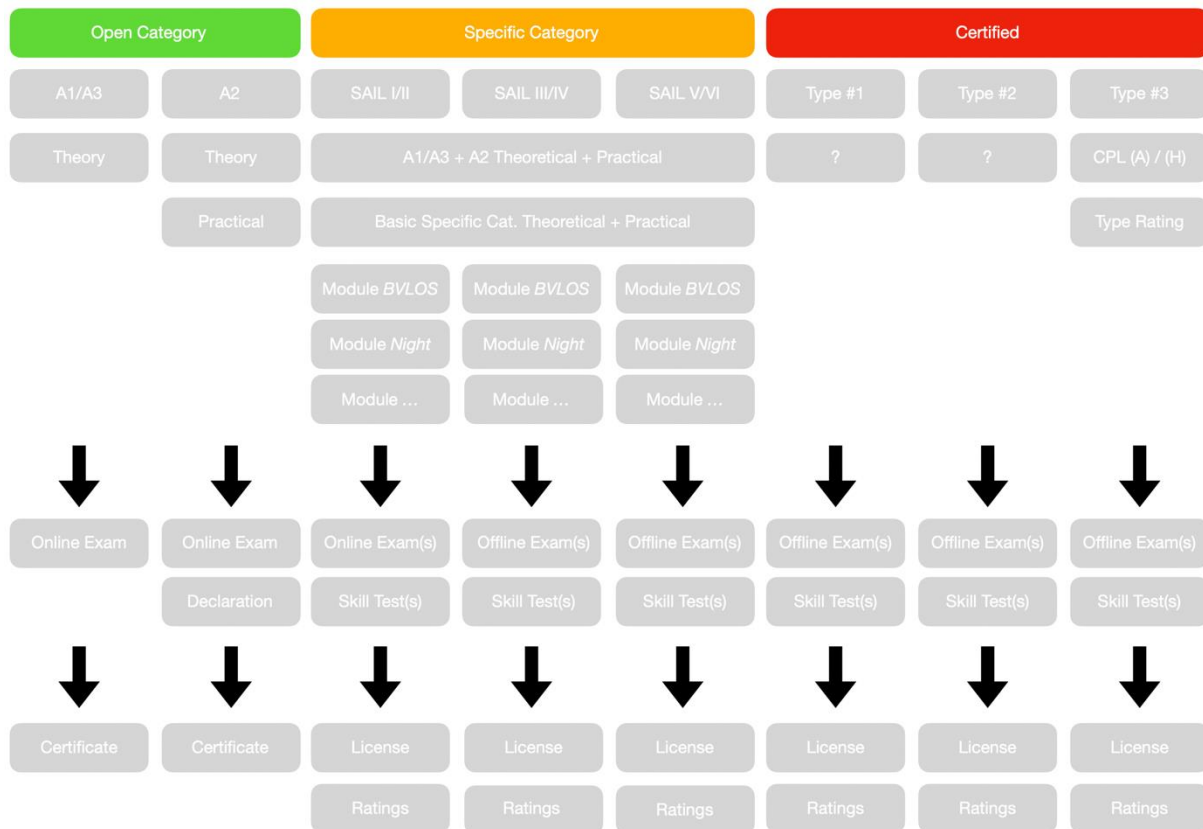 Open Category Specific Category Certified
A1/A3 A2 SAIL I/II SAIL III/IV SAIL V/VI Type #1 Type #2 Type #3
Theory Theory A1/A3 + A2 Theoretical + Practical ? ? CPL (A) / (H)
Practical Basic Specific Cat. Theoretical + Practical Type Rating
Module BVLOS Module BVLOS Module BVLOS
Module Night Module Night Module Night
Module ... Module ... Module ...
Online Exam Online Exam Online Exam(s) Offline Exam(s) Offline Exam(s) Offline Exam(s) Offline Exam(s) Offline Exam(s)
Declaration Skill Test(s) Skill Test(s) Skill Test(s) Skill Test(s) Skill Test(s) Skill Test(s)
Certificate Certificate License License License License License License
Ratings Ratings Ratings Ratings Ratings Ratings